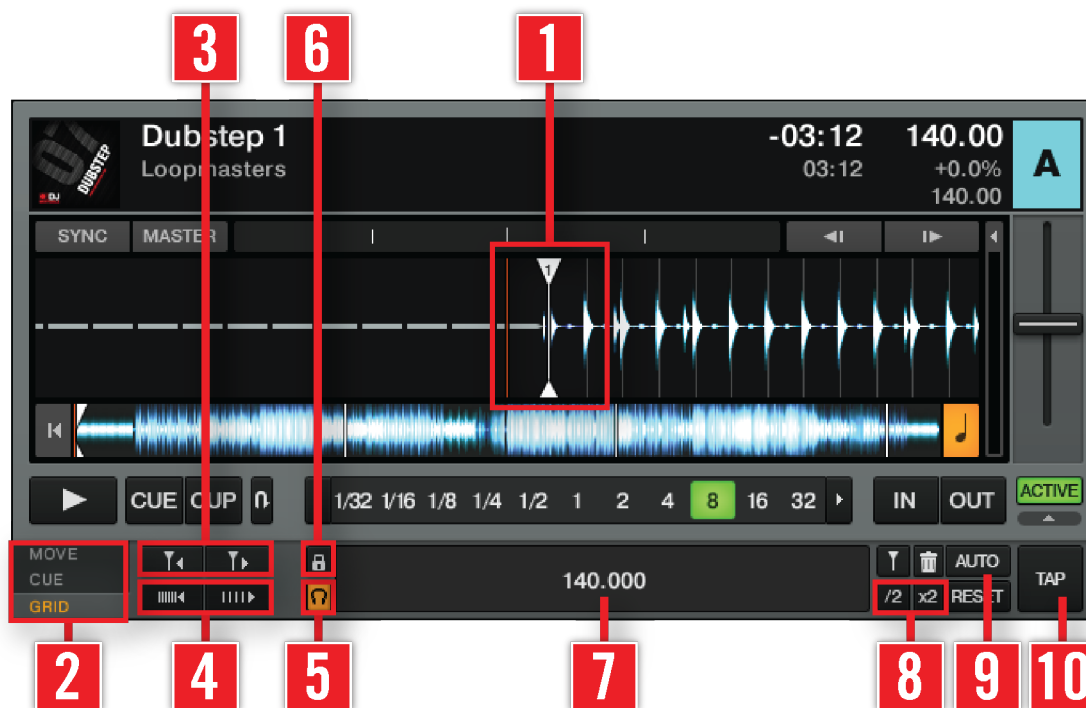 3 6 1
Dubstep 1 -03:12 140.00 A
Loopmasters 03:12 +0.0%
140.00
DJ DUBSTEP
SYNC MASTER
1
CUE CUP 1/32 1/16 1/8 1/4 1/2 1 2 4 8 16 32 IN OUT ACTIVE
MOVE
CUE 140.000 AUTO TAP
GRID /2 x2 RESET
2 4 5 7 8 9 10